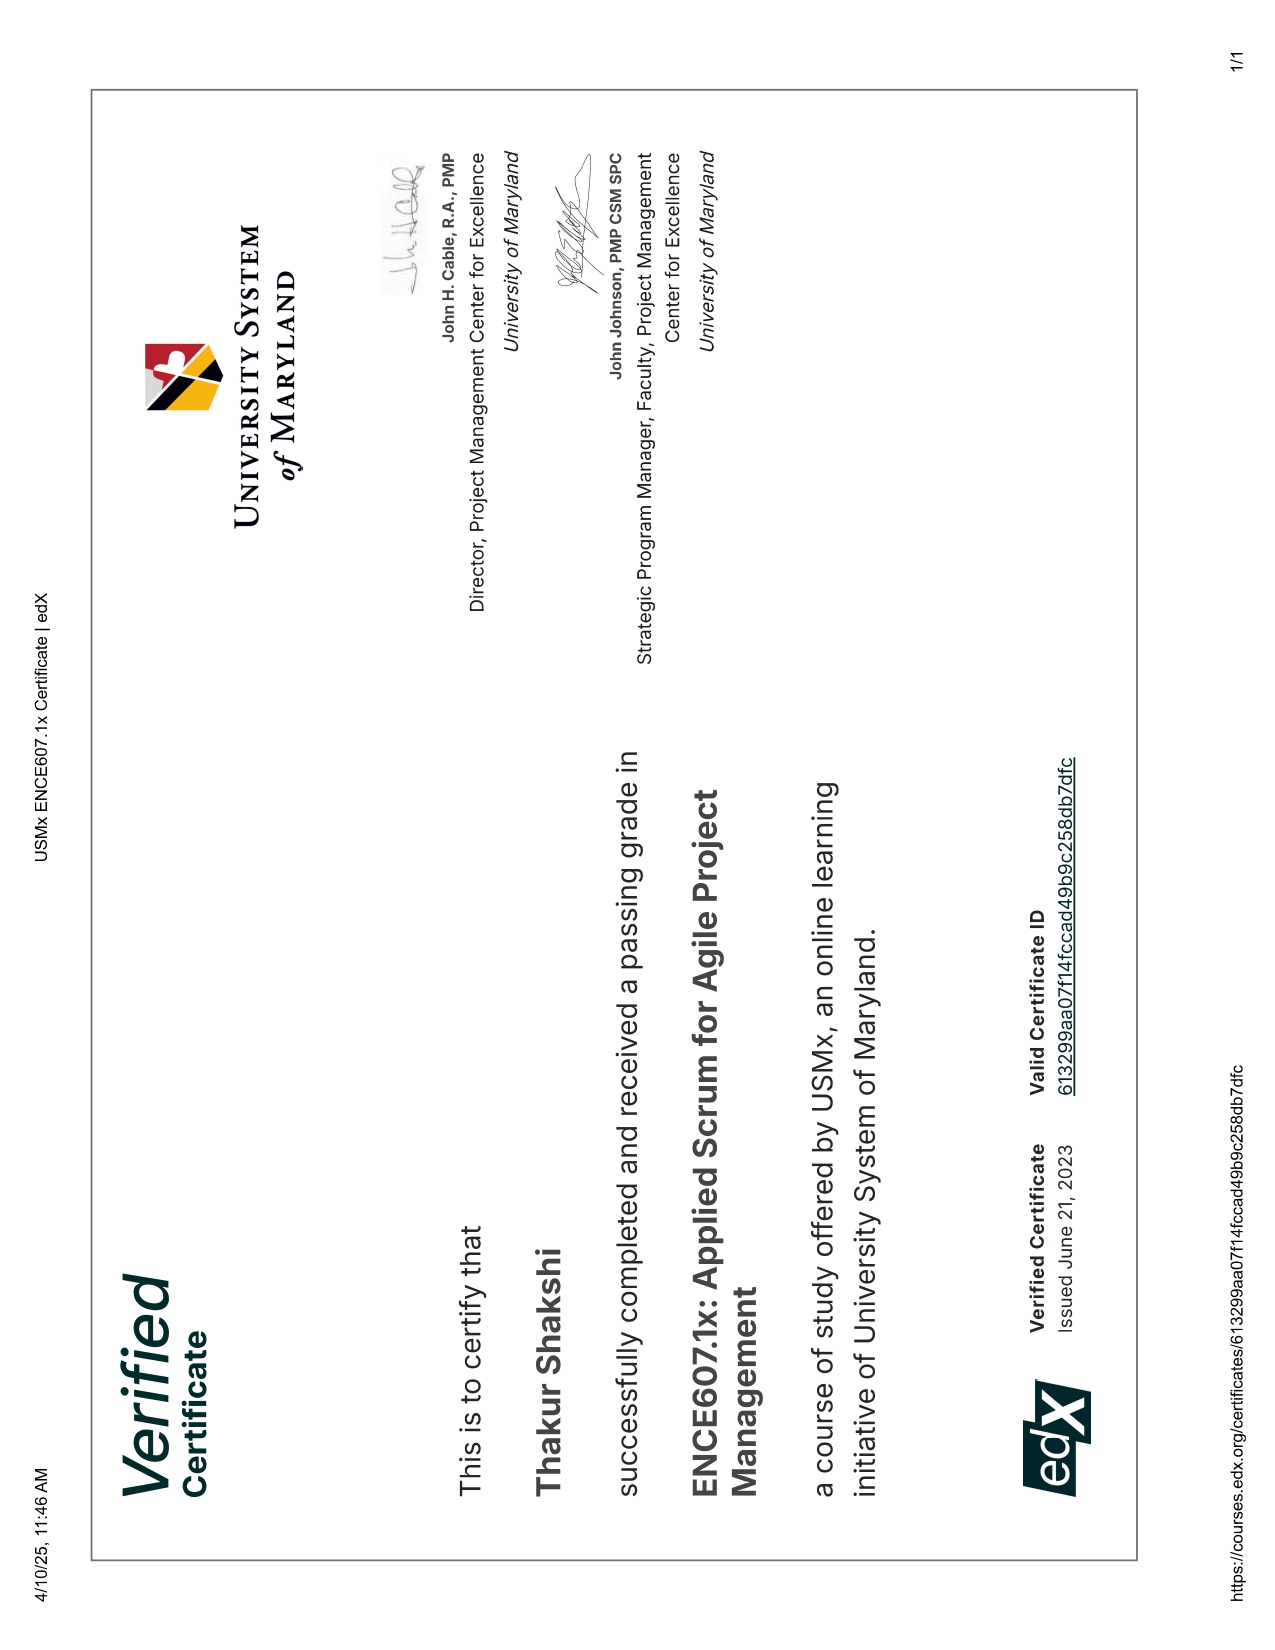 4/10/25, 11:46 AM
USMx ENCE607.1x Certificate | edX
Verified
Certificate
UNIVERSITY SYSTEM
of MARYLAND
John H. Cable, R.A., PMP
Director, Project Management Center for Excellence
University of Maryland
John Johnson, PMP CSM SPC
Strategic Program Manager, Faculty, Project Management
Center for Excellence
University of Maryland
This is to certify that
Thakur Shakshi
successfully completed and received a passing grade in
ENCE607.1x: Applied Scrum for Agile Project
Management
a course of study offered by USMx, an online learning
initiative of University System of Maryland.
edX
Verified Certificate
Issued June 21, 2023
Valid Certificate ID
613299aa07f14fccad49b9c258db7dfc
https://courses.edx.org/certificates/613299aa07f14fccad49b9c258db7dfc
1/1